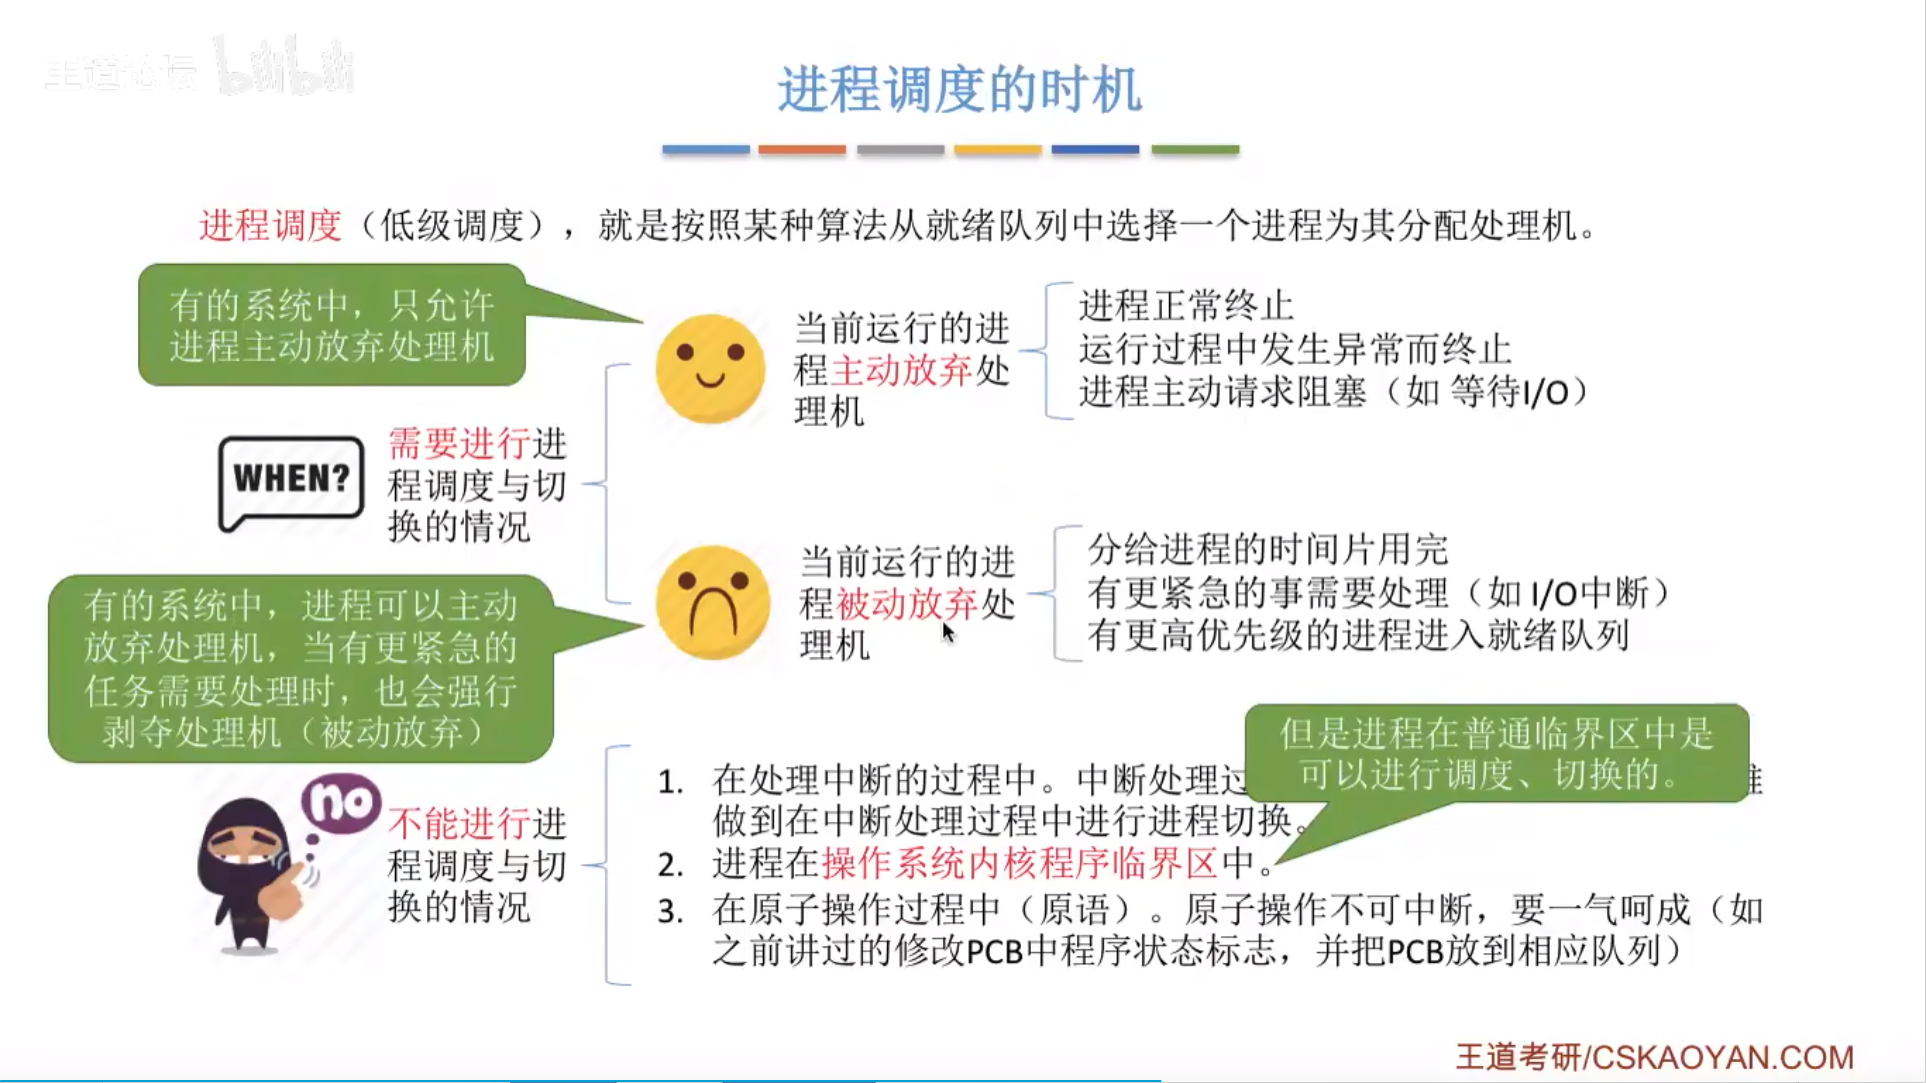 王道论坛 bilibili
进程调度的时机
进程调度（低级调度），就是按照某种算法从就绪队列中选择一个进程为其分配处理机。
有的系统中，只允许
进程主动放弃处理机
WHEN?
需要进行进
程调度与切
换的情况
当前运行的进
程主动放弃处
理机
进程正常终止
运行过程中发生异常而终止
进程主动请求阻塞（如 等待I/O）
有的系统中，进程可以主动
放弃处理机，当有更紧急的
任务需要处理时，也会强行
剥夺处理机（被动放弃）
当前运行的进
程被动放弃处
理机
分给进程的时间片用完
有更紧急的事需要处理（如 I/O中断）
有更高优先级的进程进入就绪队列
no
不能进行进
程调度与切
换的情况
但是进程在普通临界区中是
可以进行调度、切换的。
1. 在处理中断的过程中。中断处理过
做到在中断处理过程中进行进程切换。
2. 进程在操作系统内核程序临界区中。
3. 在原子操作过程中（原语）。原子操作不可中断，要一气呵成（如
之前讲过的修改PCB中程序状态标志，并把PCB放到相应队列）
王道考研/CSKAOYAN.COM